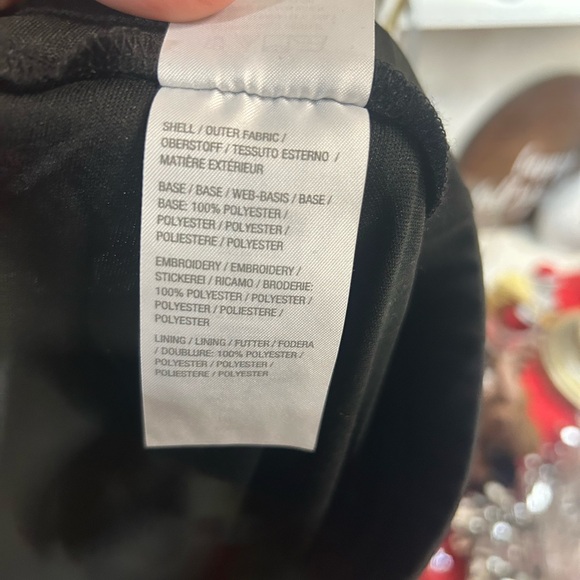 SHELL / OUTER FABRIC /
OBERSTOFF / TESSUTO ESTERNO /
MATIÈRE EXTÉRIEUR
BASE / BASE / WEB-BASIS / BASE /
BASE: 100% POLYESTER /
POLYESTER / POLYESTER /
POLIESTERE / POLYESTER
EMBROIDERY / EMBROIDERY /
STICKEREI / RICAMO / BRODERIE:
100% POLYESTER / POLYESTER /
POLYESTER / POLIESTERE /
POLYESTER
LINING / LINING / FUTTER / FODERA
/ DOUBLURE: 100% POLYESTER /
POLYESTER / POLYESTER /
POLIESTERE / POLYESTER